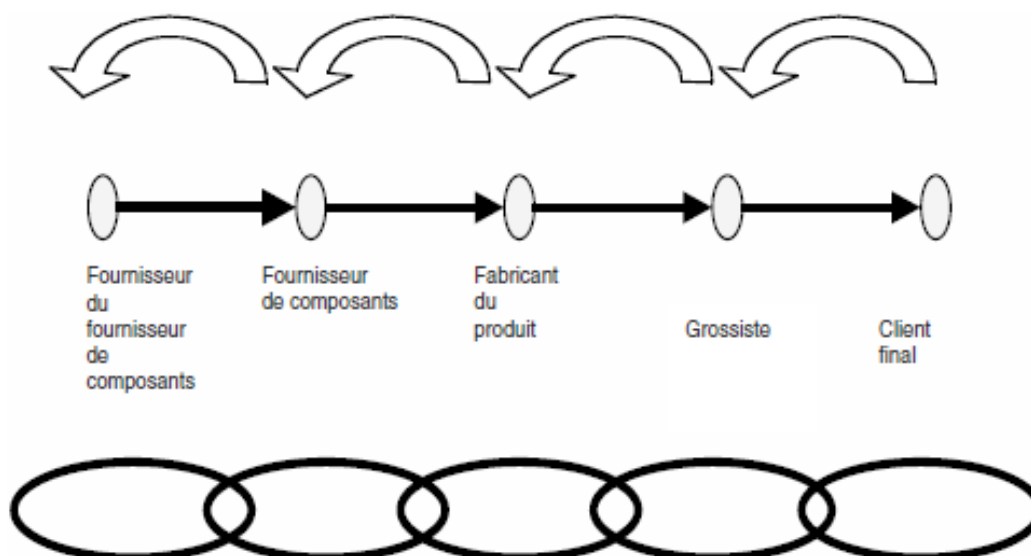 Fournisseur
du
fournisseur
de
composants
Fournisseur
de composants
Fabricant
du
produit
Grossiste
Client
final